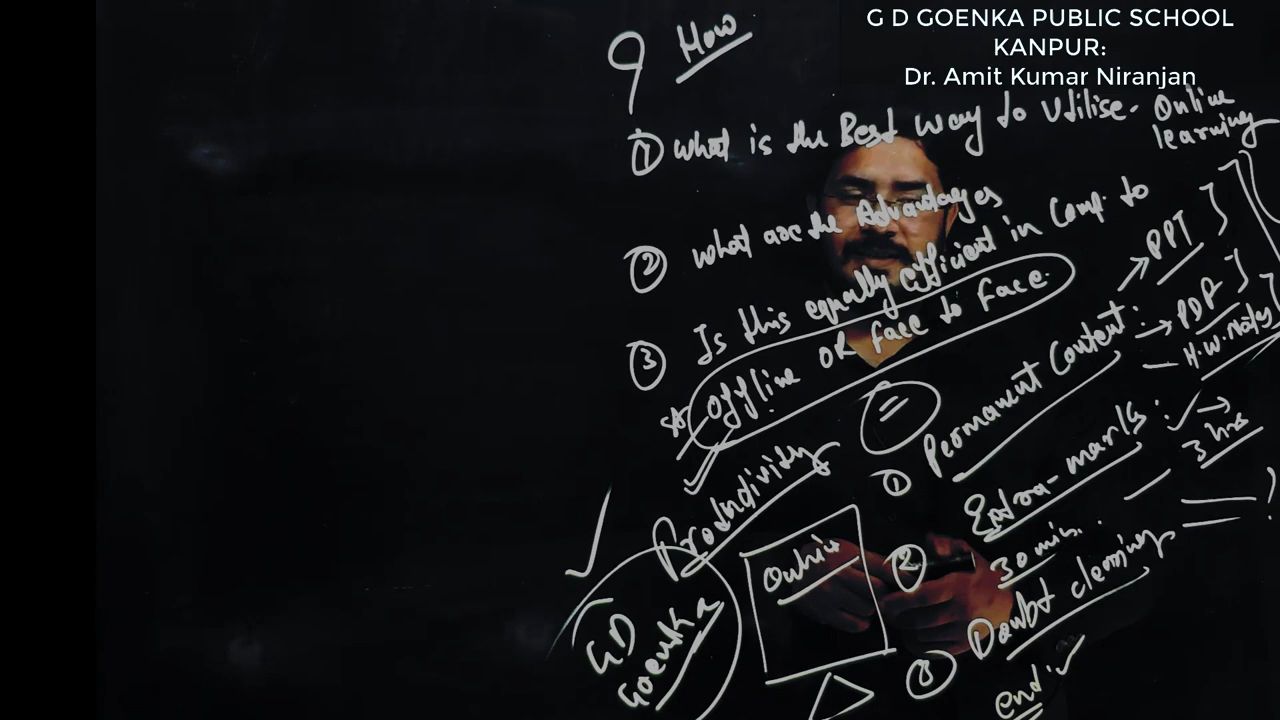 G D GOENKA PUBLIC SCHOOL
KANPUR:
Dr. Amit Kumar Niranjan
How
① What is the Best way to Utilise - Online
learning
② What are the Advantages
③ Is this equally efficient in Comp. to
Offline OR face to face.
Productivity
GD
Goenka
① Permanent Content:
→ PPT
→ PDF
- H.W. Notes
② Extra-marks : → 3 hrs
30 min.
③ Doubt clearing